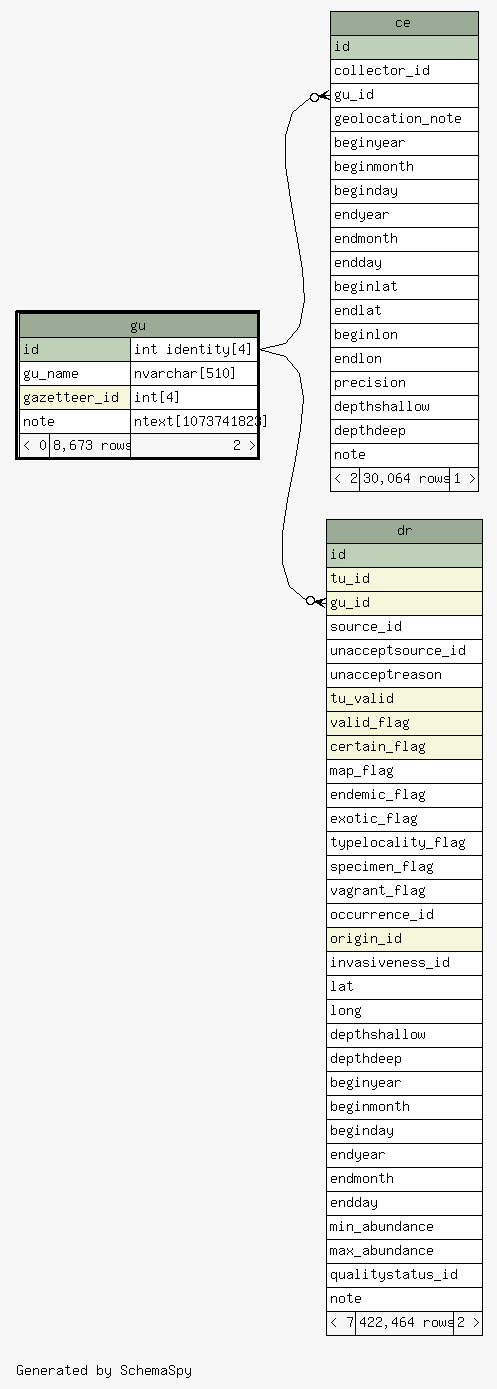 ce
id
collector_id
gu_id
geolocation_note
beginyear
beginmonth
beginday
endyear
endmonth
endday
beginlat
endlat
beginlon
endlon
precision
depthshallow
depthdeep
note
< 2 30,064 rows 1 >
gu
id int identity[4]
gu_name nvarchar[510]
gazetteer_id int[4]
note ntext[1073741823]
< 0 8,673 rows 2 >
dr
id
tu_id
gu_id
source_id
unacceptsource_id
unacceptreason
tu_valid
valid_flag
certain_flag
map_flag
endemic_flag
exotic_flag
typelocality_flag
specimen_flag
vagrant_flag
occurrence_id
origin_id
invasiveness_id
lat
long
depthshallow
depthdeep
beginyear
beginmonth
beginday
endyear
endmonth
endday
min_abundance
max_abundance
qualitystatus_id
note
< 7 422,464 rows 2 >
Generated by SchemaSpy